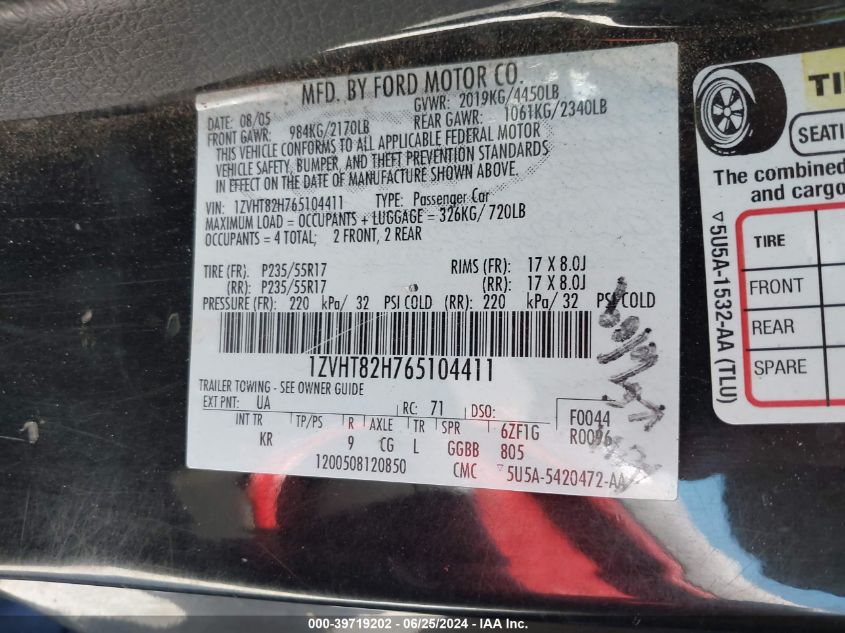 MFD. BY FORD MOTOR CO.
DATE: 08/05 GVWR: 2019KG/4450LB
FRONT GAWR: 984KG/2170LB REAR GAWR: 1061KG/2340LB
THIS VEHICLE CONFORMS TO ALL APPLICABLE FEDERAL MOTOR
VEHICLE SAFETY, BUMPER, AND THEFT PREVENTION STANDARDS
IN EFFECT ON THE DATE OF MANUFACTURE SHOWN ABOVE.
VIN: 1ZVHT82H765104411 TYPE: Passenger Car
MAXIMUM LOAD = OCCUPANTS + LUGGAGE = 326KG/ 720LB
OCCUPANTS = 4 TOTAL; 2 FRONT, 2 REAR
TIRE (FR): P235/55R17 RIMS (FR): 17 X 8.0J
(RR): P235/55R17 (RR): 17 X 8.0J
PRESSURE (FR): 220 kPa/ 32 PSI COLD (RR): 220 kPa/ 32 PSI COLD
1ZVHT82H765104411
TRAILER TOWING - SEE OWNER GUIDE
EXT PNT: UA RC: 71 DSO: F0044
INT TR TP/PS R AXLE TR SPR 6ZF1G R0096
KR 9 CG L GGBB 805
1200508120850 CMC ▽5U5A-5420472-AA
TI
SEATI
The combined
and cargo
TIRE
FRONT
REAR
SPARE
▽5U5A-1532-AA (TLU)
000-39719202 - 06/25/2024 - IAA Inc.